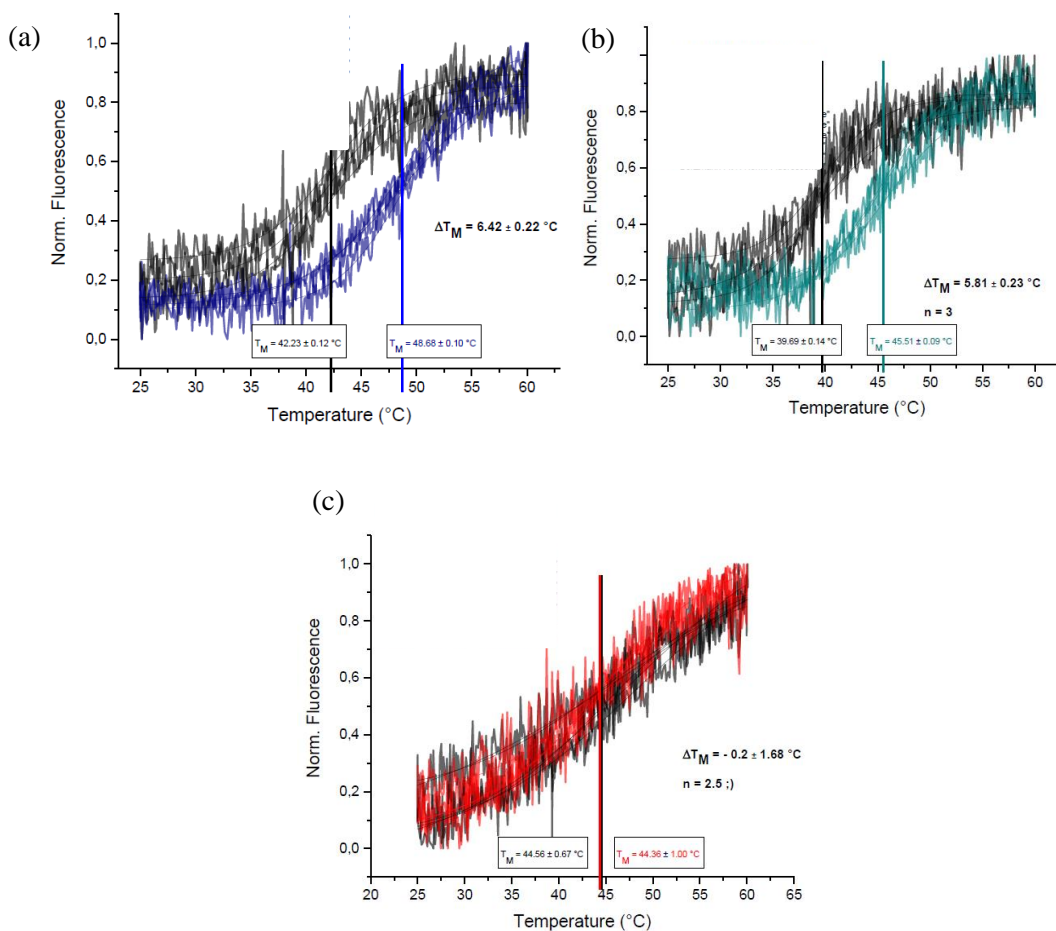 (a)
Norm. Fluorescence
1,0
0,8
0,6
0,4
0,2
0,0
ΔTM = 6.42 ± 0.22 °C
TM = 42.23 ± 0.12 °C
TM = 48.68 ± 0.10 °C
25 30 35 40 45 50 55 60
Temperature (°C)
(b)
Norm. Fluorescence
1,0
0,8
0,6
0,4
0,2
0,0
ΔTM = 5.81 ± 0.23 °C
n = 3
TM = 39.69 ± 0.14 °C
TM = 45.51 ± 0.09 °C
25 30 35 40 45 50 55 60
Temperature (°C)
(c)
Norm. Fluorescence
1,0
0,8
0,6
0,4
0,2
0,0
ΔTM = - 0.2 ± 1.68 °C
n = 2.5 ;)
TM = 44.56 ± 0.67 °C
TM = 44.36 ± 1.00 °C
20 25 30 35 40 45 50 55 60 65
Temperature (°C)